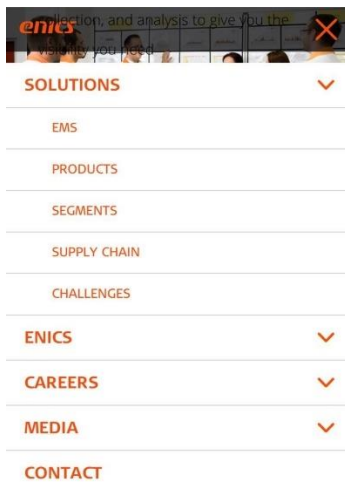 collection, and analysis to give you the
enics
visibility you need
SOLUTIONS
EMS
PRODUCTS
SEGMENTS
SUPPLY CHAIN
CHALLENGES
ENICS
CAREERS
MEDIA
CONTACT